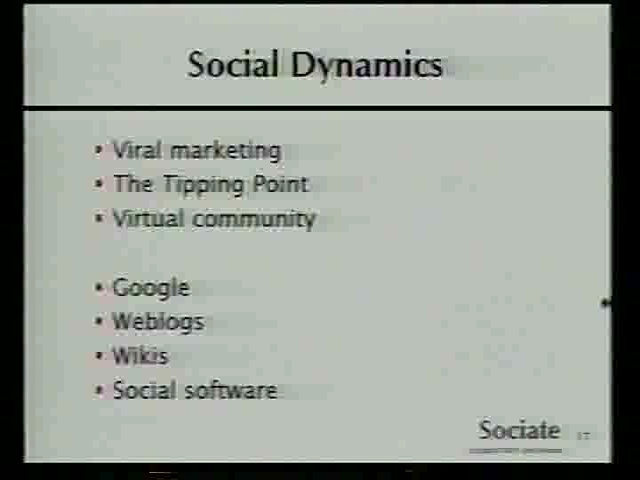 Social Dynamics
• Viral marketing
• The Tipping Point
• Virtual community
• Google
• Weblogs
• Wikis
• Social software
Sociate